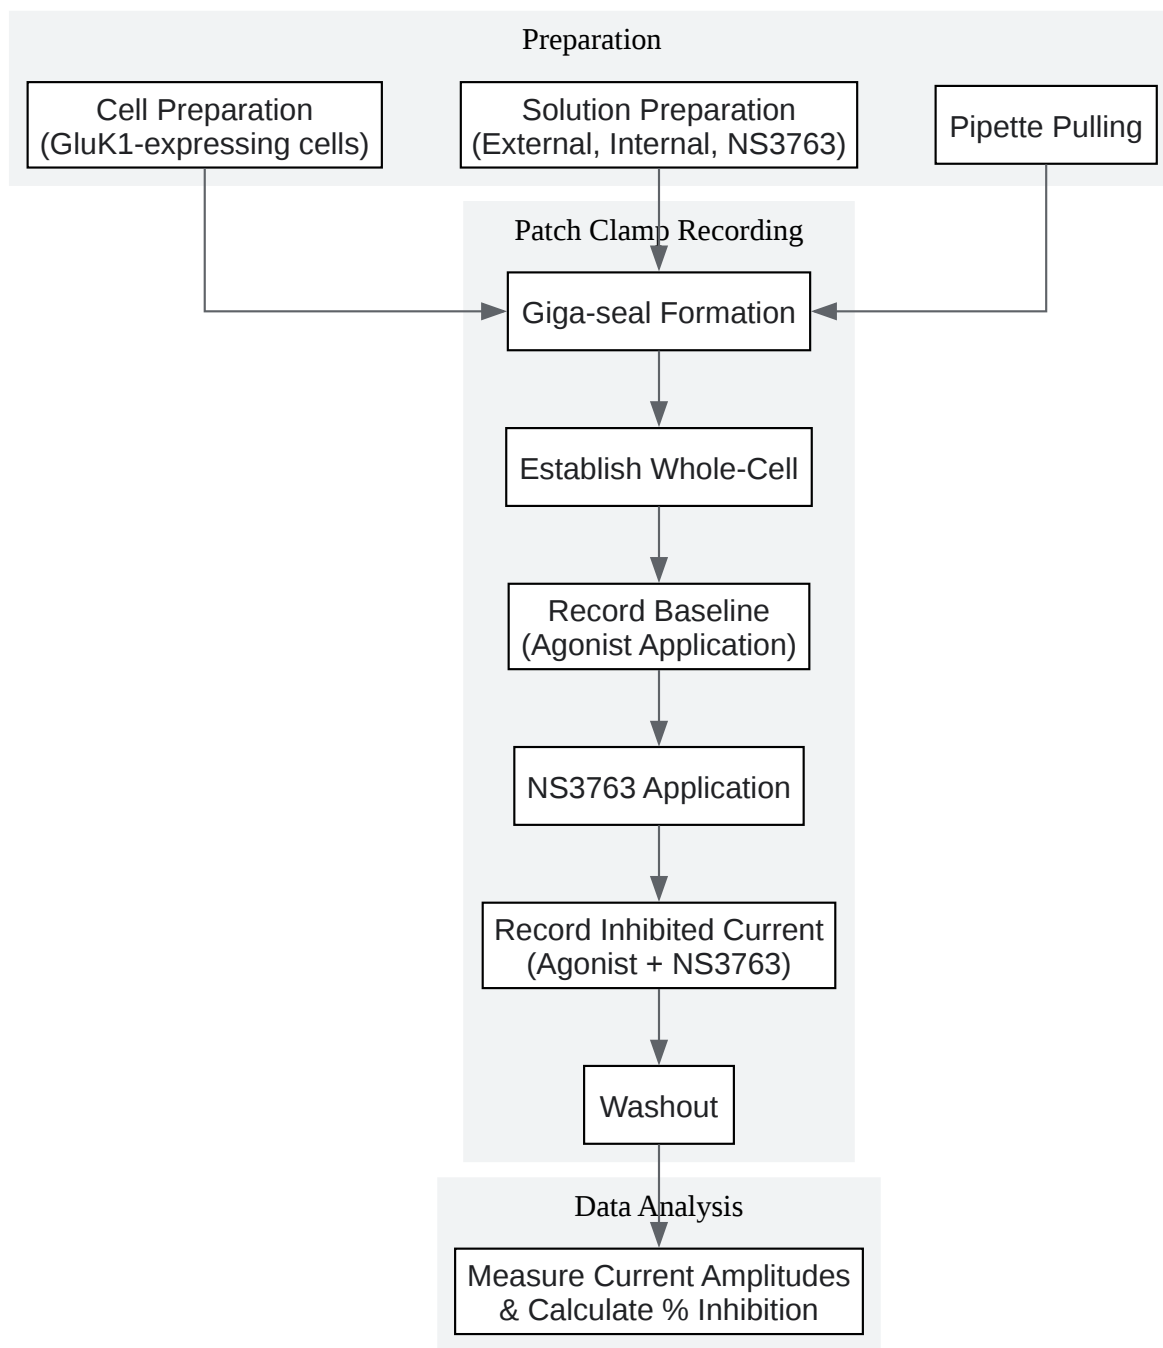 Preparation
Cell Preparation
(GluK1-expressing cells)
Solution Preparation
(External, Internal, NS3763)
Pipette Pulling
Patch Clamp Recording
Giga-seal Formation
Establish Whole-Cell
Record Baseline
(Agonist Application)
NS3763 Application
Record Inhibited Current
(Agonist + NS3763)
Washout
Data Analysis
Measure Current Amplitudes
& Calculate % Inhibition